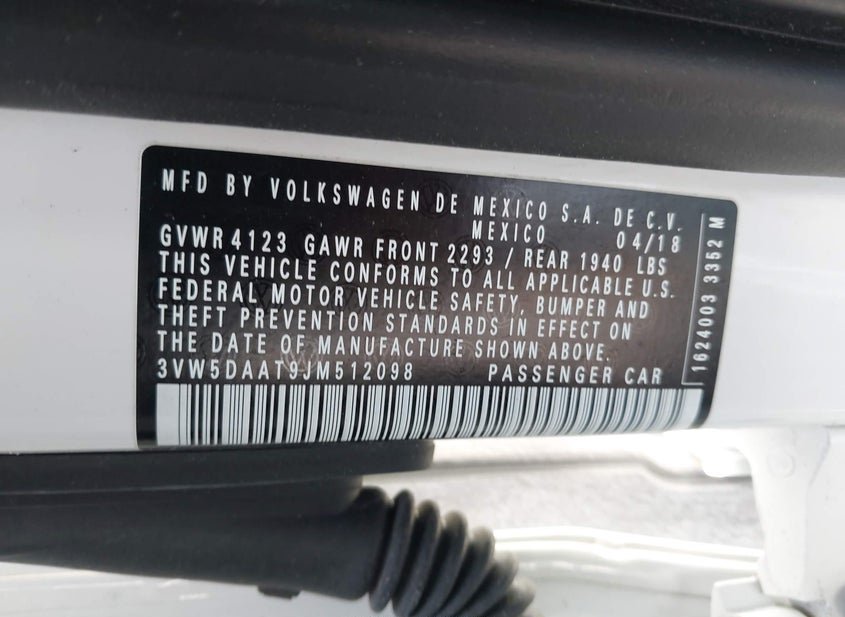 MFD BY VOLKSWAGEN DE MEXICO S.A. DE C.V.
MEXICO 04/18
GVWR 4123 GAWR FRONT 2293 / REAR 1940 LBS
THIS VEHICLE CONFORMS TO ALL APPLICABLE U.S.
FEDERAL MOTOR VEHICLE SAFETY, BUMPER AND
THEFT PREVENTION STANDARDS IN EFFECT ON
THE DATE OF MANUFACTURE SHOWN ABOVE.
3VW5DAAT9JM512098 PASSENGER CAR
1624003 3352 M